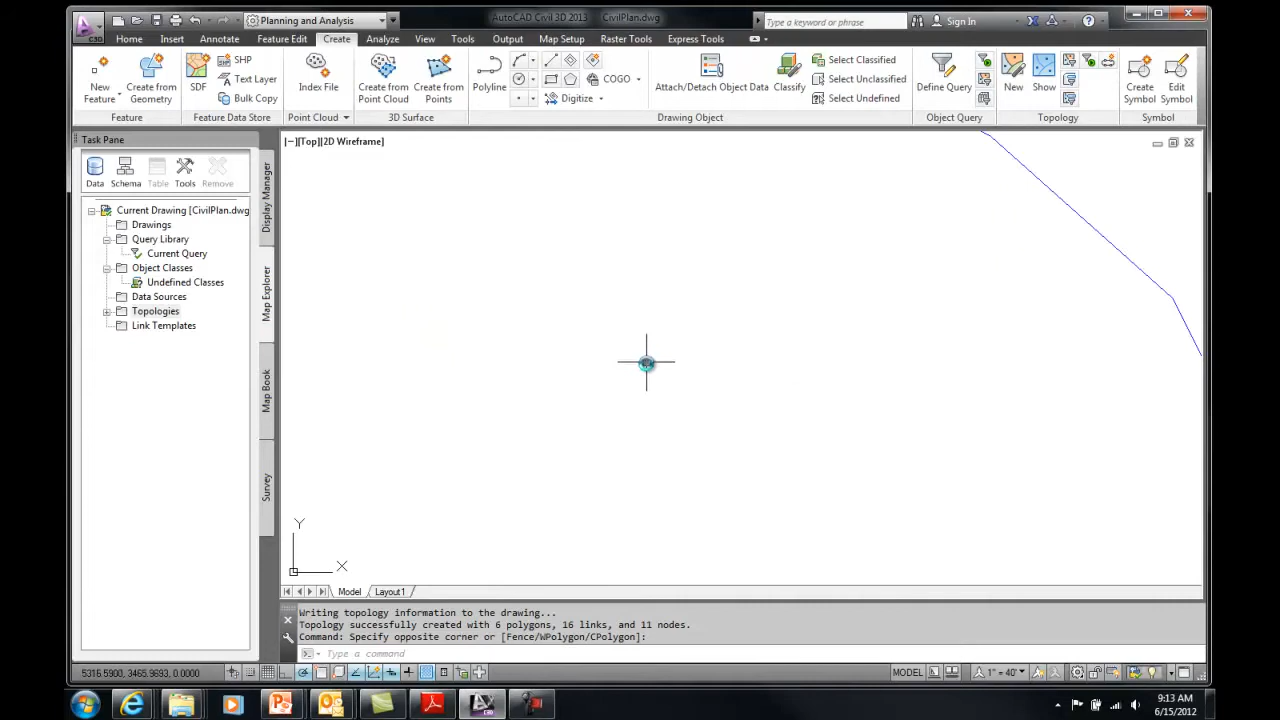 AutoCAD Civil 3D 2013 CivilPlan.dwg
Planning and Analysis
Type a keyword or phrase
Sign In
C3D
Home Insert Annotate Feature Edit Create Analyze View Tools Output Map Setup Raster Tools Express Tools
New Feature
Create from Geometry
Feature
SDF
SHP
Text Layer
Bulk Copy
Feature Data Store
Index File
Point Cloud
Create from Point Cloud
Create from Points
3D Surface
Polyline
COGO
Digitize
Attach/Detach Object Data
Classify
Select Classified
Select Unclassified
Select Undefined
Drawing Object
Define Query
Object Query
New
Show
Topology
Create Symbol
Edit Symbol
Symbol
Task Pane
Data Schema Table Tools Remove
Current Drawing [CivilPlan.dwg
Drawings
Query Library
Current Query
Object Classes
Undefined Classes
Data Sources
Topologies
Link Templates
Display Manager
Map Explorer
Map Book
Survey
[−][Top][2D Wireframe]
Y
X
Model Layout1
Writing topology information to the drawing...
Topology successfully created with 6 polygons, 16 links, and 11 nodes.
Command: Specify opposite corner or [Fence/WPolygon/CPolygon]:
Type a command
5316.5900, 3465.9693, 0.0000
MODEL
1" = 40'
9:13 AM
6/15/2012